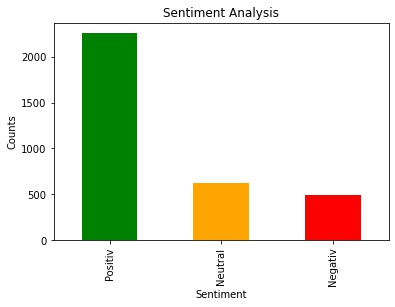 Sentiment Analysis
2000
1500
1000
500
0
Counts
Positiv
Neutral
Negativ
Sentiment